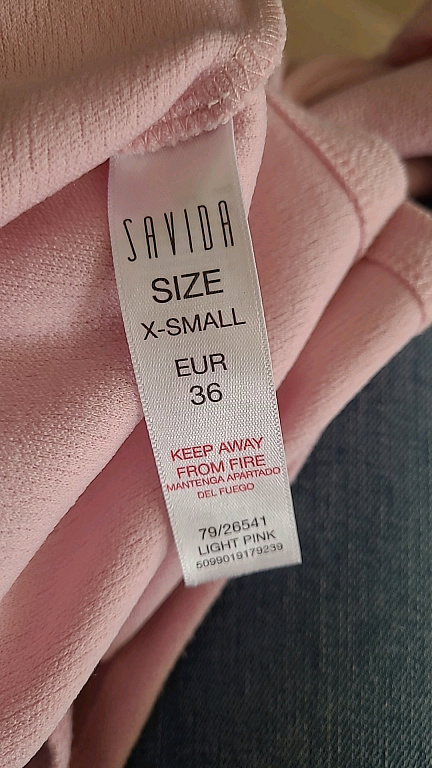 SAVIDA
SIZE
X-SMALL
EUR
36
KEEP AWAY
FROM FIRE
MANTENGA APARTADO
DEL FUEGO
79/26541
LIGHT PINK
5099019179239